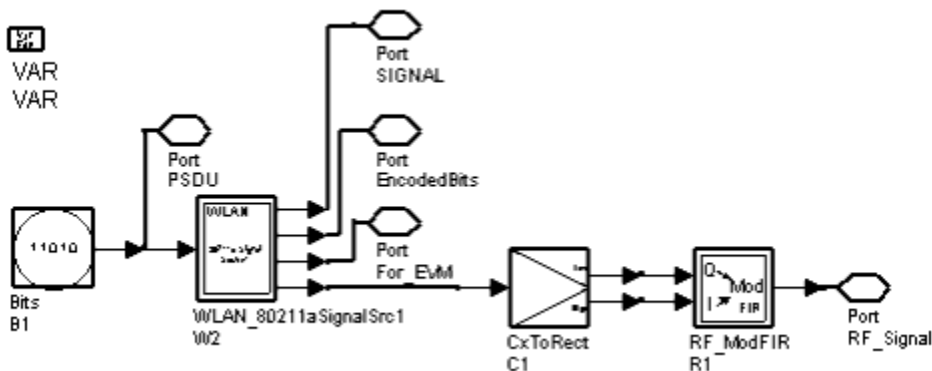 VAR
VAR
Port
SIGNAL
Port
PSDU
Port
EncodedBits
11010
Bits
B1
WLAN
WLAN_80211aSignalSrc1
W2
Port
For_EVM
CxToRect
C1
Q
I
Mod
FIR
RF_ModFIR
R1
Port
RF_Signal